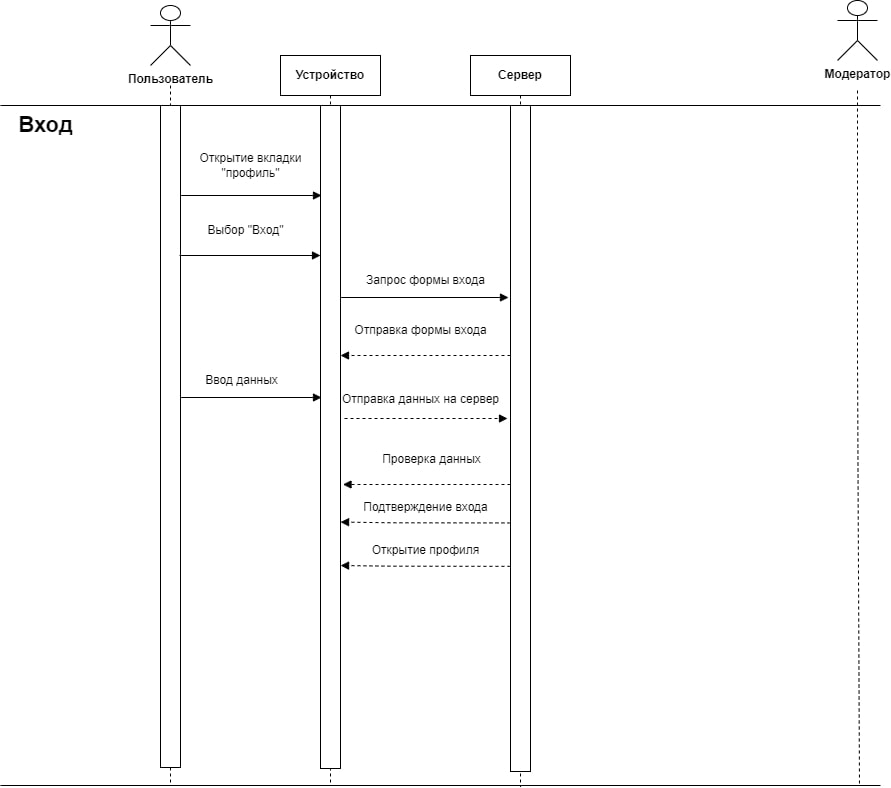 Пользователь
Устройство
Сервер
Модератор
Вход
Открытие вкладки
"профиль"
Выбор "Вход"
Запрос формы входа
Отправка формы входа
Ввод данных
Отправка данных на сервер
Проверка данных
Подтверждение входа
Открытие профиля